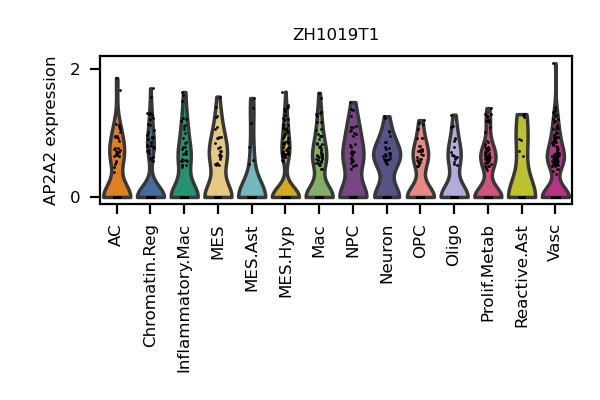 ZH1019T1
AP2A2 expression
2
0
AC
Chromatin.Reg
Inflammatory.Mac
MES
MES.Ast
MES.Hyp
Mac
NPC
Neuron
OPC
Oligo
Prolif.Metab
Reactive.Ast
Vasc